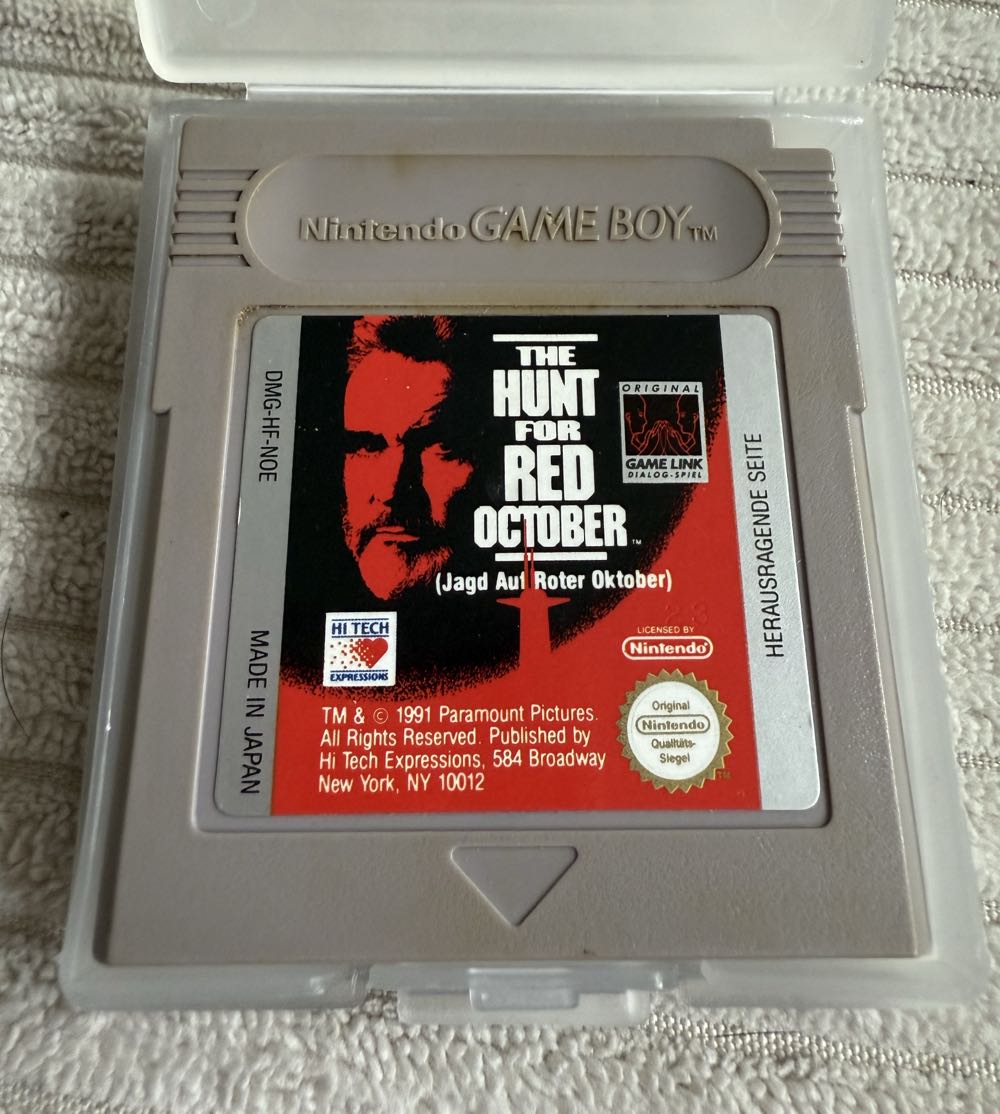 Nintendo GAME BOY TM
DMG-HF-NOE
MADE IN JAPAN
THE
HUNT
FOR
RED
OCTOBER TM
(Jagd Auf Roter Oktober)
ORIGINAL
GAME LINK
DIALOG-SPIEL
HERAUSRAGENDE SEITE
HI TECH
EXPRESSIONS
LICENSED BY
Nintendo
TM & © 1991 Paramount Pictures.
All Rights Reserved. Published by
Hi Tech Expressions, 584 Broadway
New York, NY 10012
Original
Nintendo
Qualitäts-
Siegel
TM